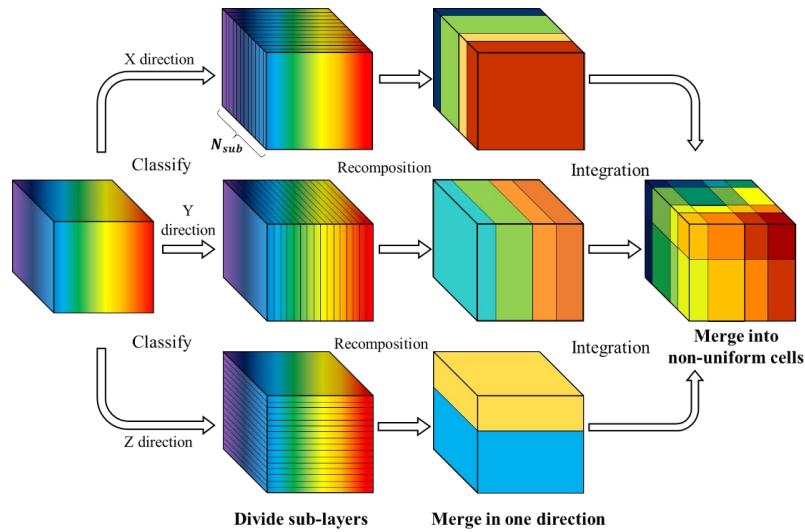 X direction
N_sub
Classify
Recomposition
Integration
Y
direction
Classify
Recomposition
Integration
Merge into
non-uniform cells
Z direction
Divide sub-layers
Merge in one direction